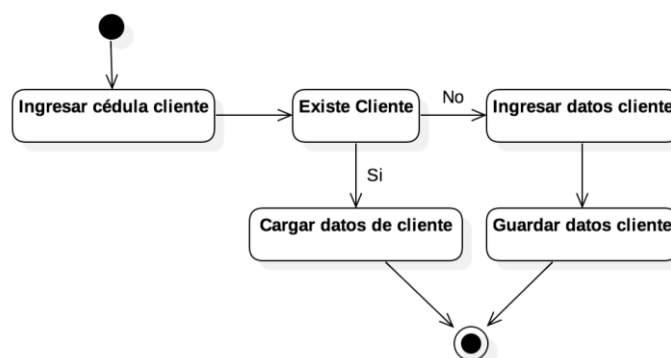 Ingresar cédula cliente
Existe Cliente
No
Ingresar datos cliente
Si
Cargar datos de cliente
Guardar datos cliente